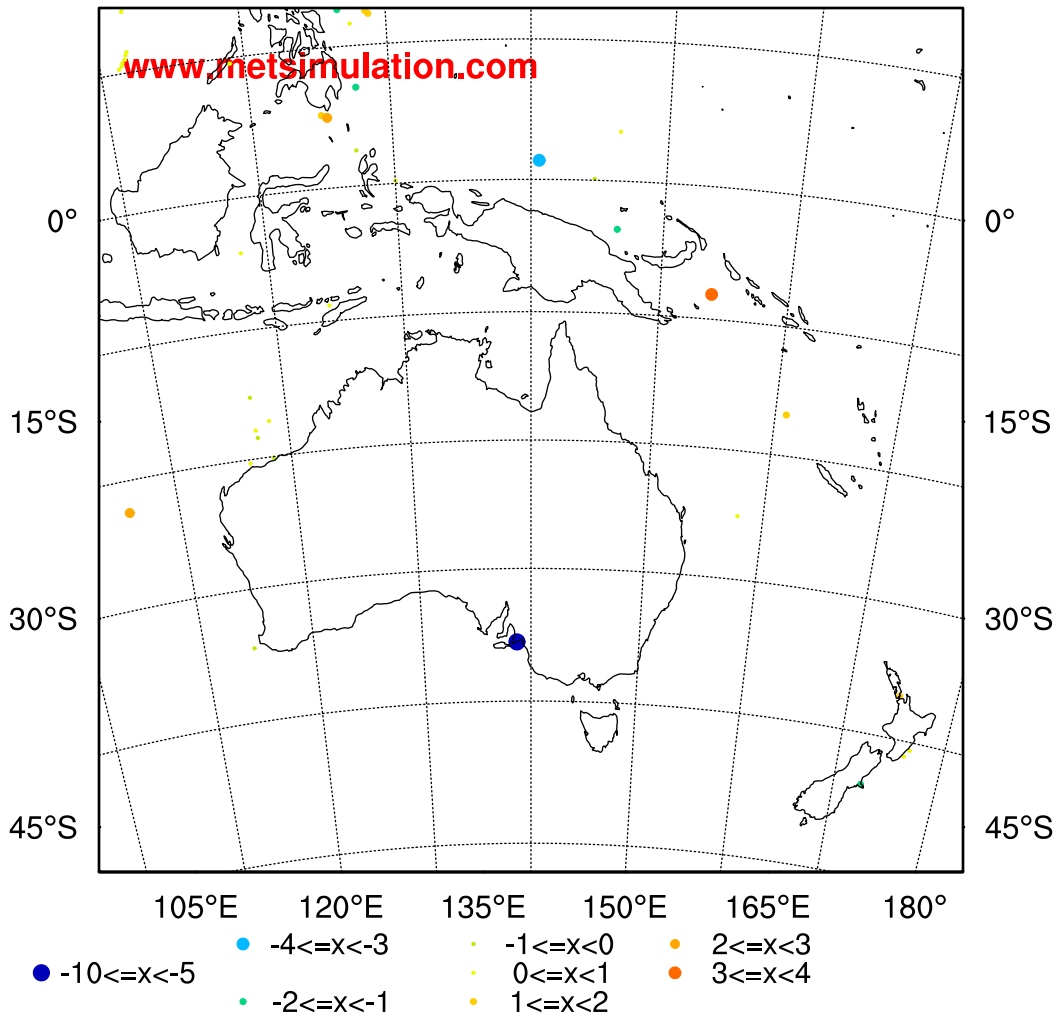 www.metsimulation.com
0° 0°
15°S 15°S
30°S 30°S
45°S 45°S
105°E 120°E 135°E 150°E 165°E 180°
-4<=x<-3 -1<=x<0 2<=x<3
-10<=x<-5 0<=x<1 3<=x<4
-2<=x<-1 1<=x<2